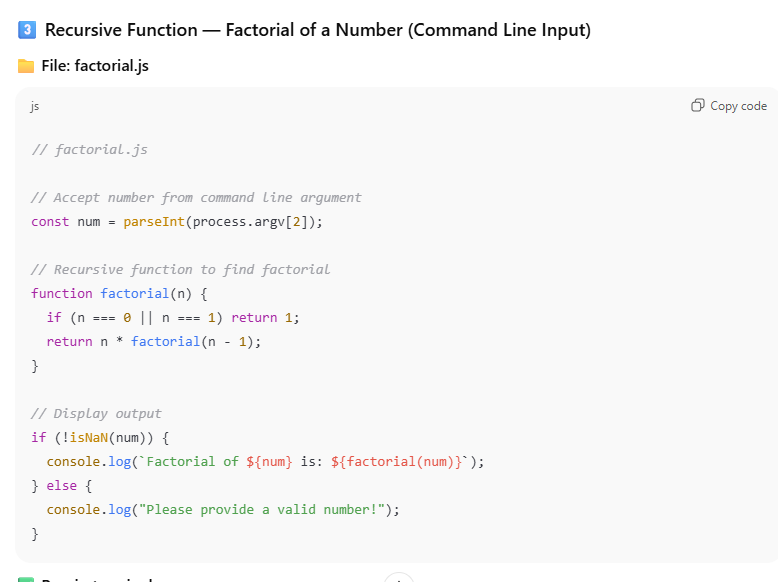 3 Recursive Function — Factorial of a Number (Command Line Input)
File: factorial.js
js
Copy code
// factorial.js
// Accept number from command line argument
const num = parseInt(process.argv[2]);
// Recursive function to find factorial
function factorial(n) {
  if (n === 0 || n === 1) return 1;
  return n * factorial(n - 1);
}
// Display output
if (!isNaN(num)) {
  console.log(`Factorial of ${num} is: ${factorial(num)}`);
} else {
  console.log("Please provide a valid number!");
}